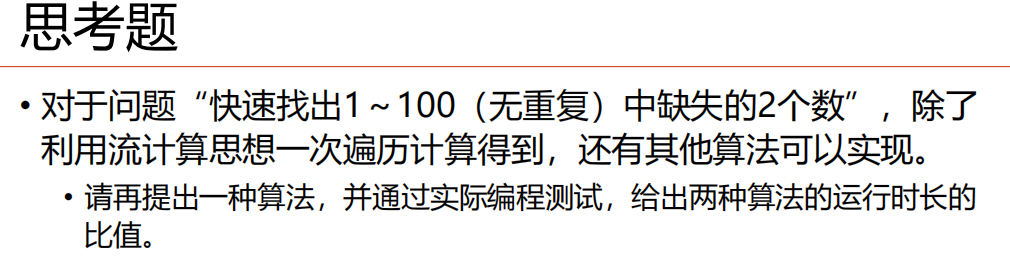 思考题
• 对于问题“快速找出1～100（无重复）中缺失的2个数”，除了
利用流计算思想一次遍历计算得到，还有其他算法可以实现。
• 请再提出一种算法，并通过实际编程测试，给出两种算法的运行时长的
比值。